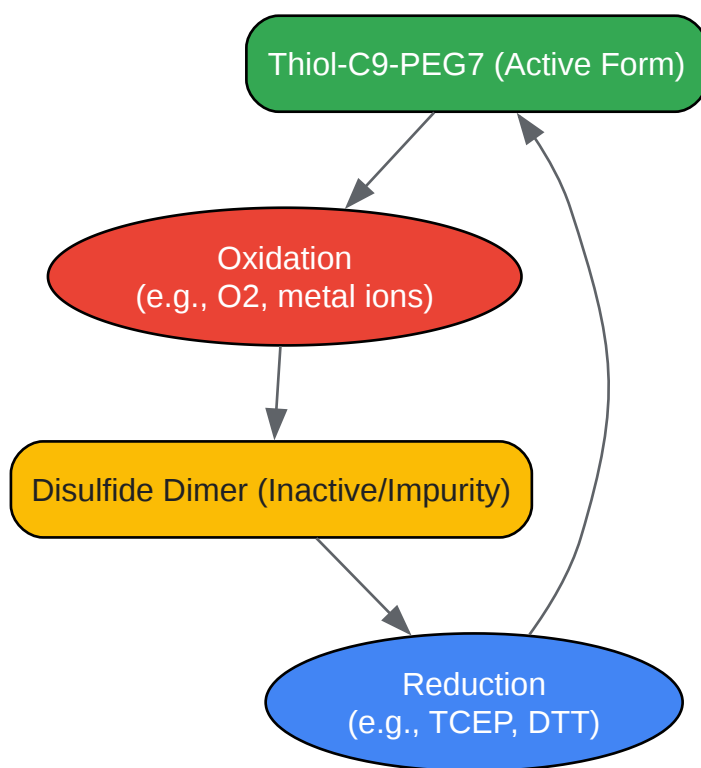 Thiol-C9-PEG7 (Active Form)
Oxidation
(e.g., O2, metal ions)
Disulfide Dimer (Inactive/Impurity)
Reduction
(e.g., TCEP, DTT)